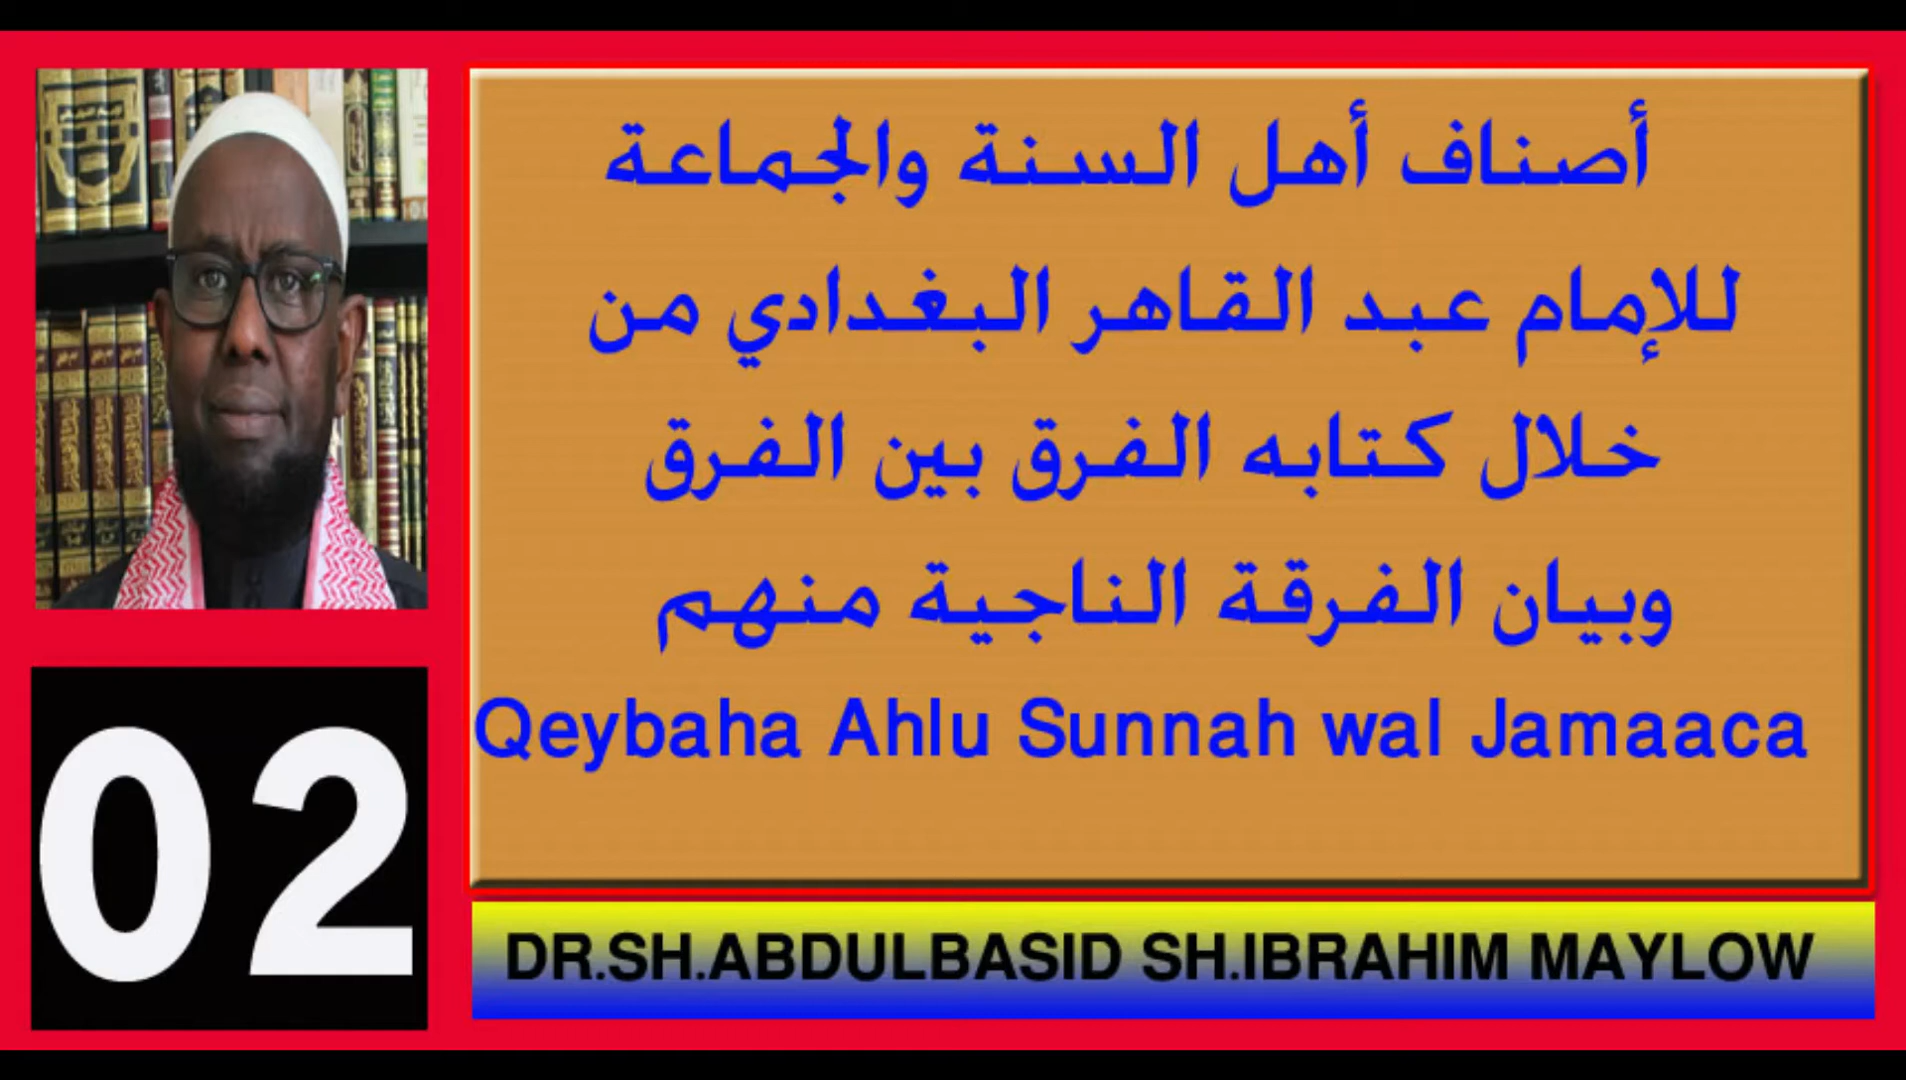 أصناف أهل السنة والجماعة
للإمام عبد القاهر البغدادي من
خلال كتابه الفرق بين الفرق
وبيان الفرقة الناجية منهم
Qeybaha Ahlu Sunnah wal Jamaaca
02
DR.SH.ABDULBASID SH.IBRAHIM MAYLOW